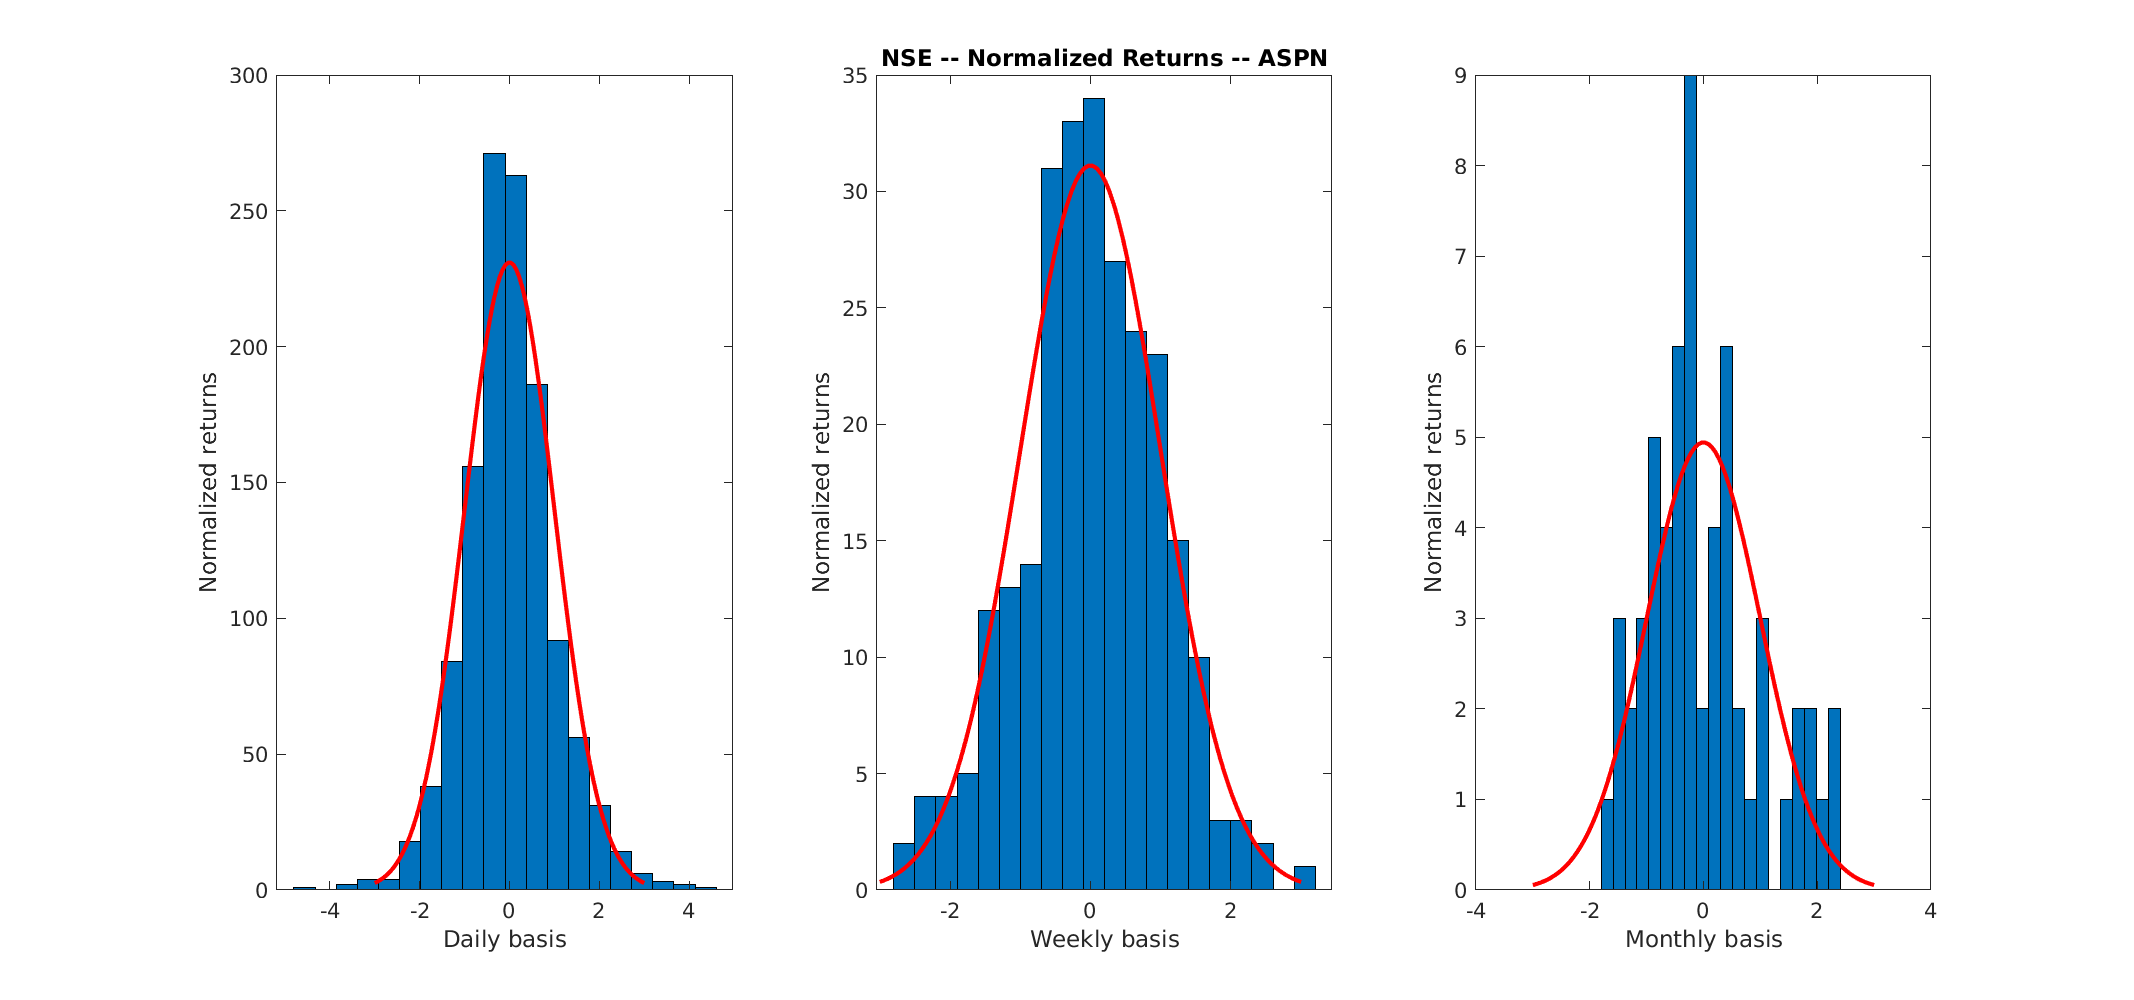 NSE -- Normalized Returns -- ASPN
300
250
200
150
100
50
0
-4 -2 0 2 4
Normalized returns
Daily basis
35
30
25
20
15
10
5
0
-2 0 2
Normalized returns
Weekly basis
9
8
7
6
5
4
3
2
1
0
-4 -2 0 2 4
Normalized returns
Monthly basis